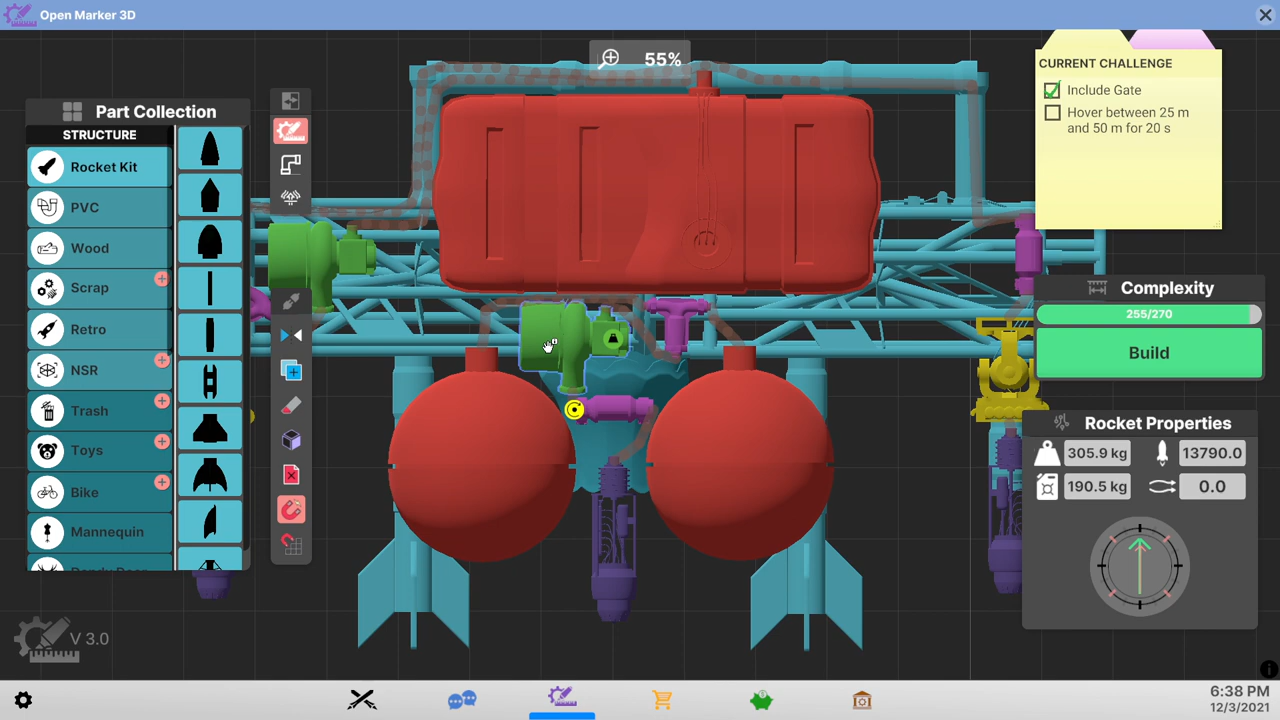 Open Marker 3D
55%
CURRENT CHALLENGE
Include Gate
Hover between 25 m
and 50 m for 20 s
Part Collection
STRUCTURE
Rocket Kit
PVC
Wood
Scrap
Retro
NSR
Trash
Toys
Bike
Mannequin
Complexity
255/270
Build
Rocket Properties
305.9 kg
13790.0
190.5 kg
0.0
V 3.0
6:38 PM
12/3/2021